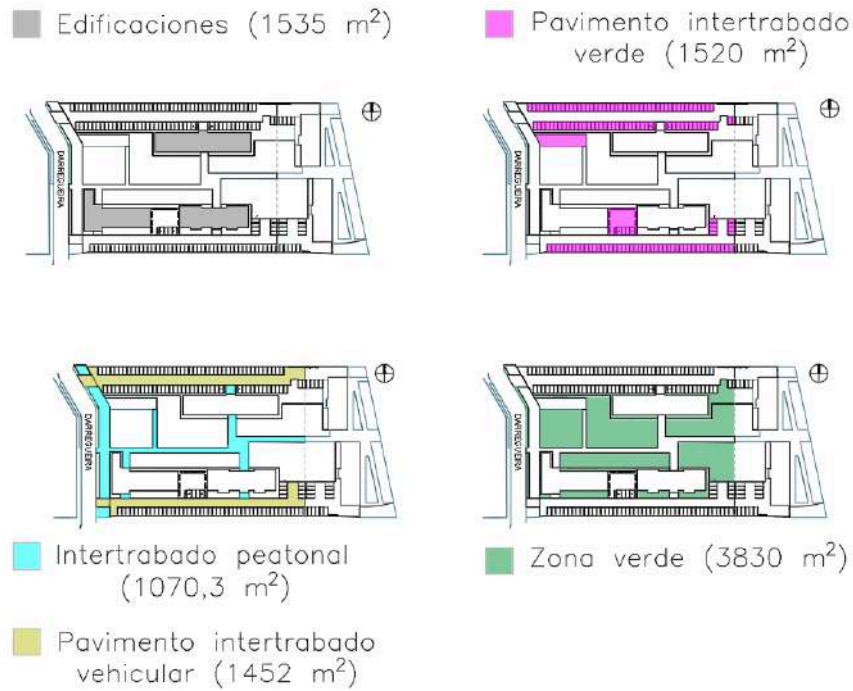 Edificaciones (1535 m²)
Pavimento intertrabado
verde (1520 m²)
DARREGUEIRA
DARREGUEIRA
DARREGUEIRA
DARREGUEIRA
Intertrabado peatonal
(1070,3 m²)
Zona verde (3830 m²)
Pavimento intertrabado
vehicular (1452 m²)